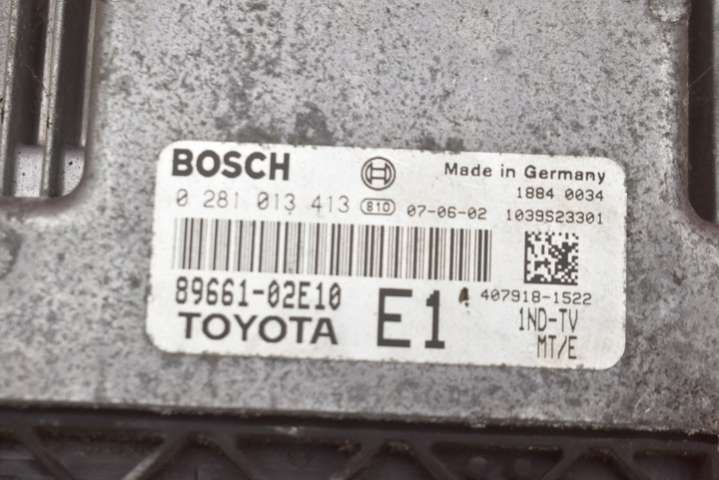 BOSCH Made in Germany
1884 0034
0 281 013 413 810 07-06-02 1039S23301
89661-02E10 E1 407918-1522
TOYOTA 1ND-TV
MT/E